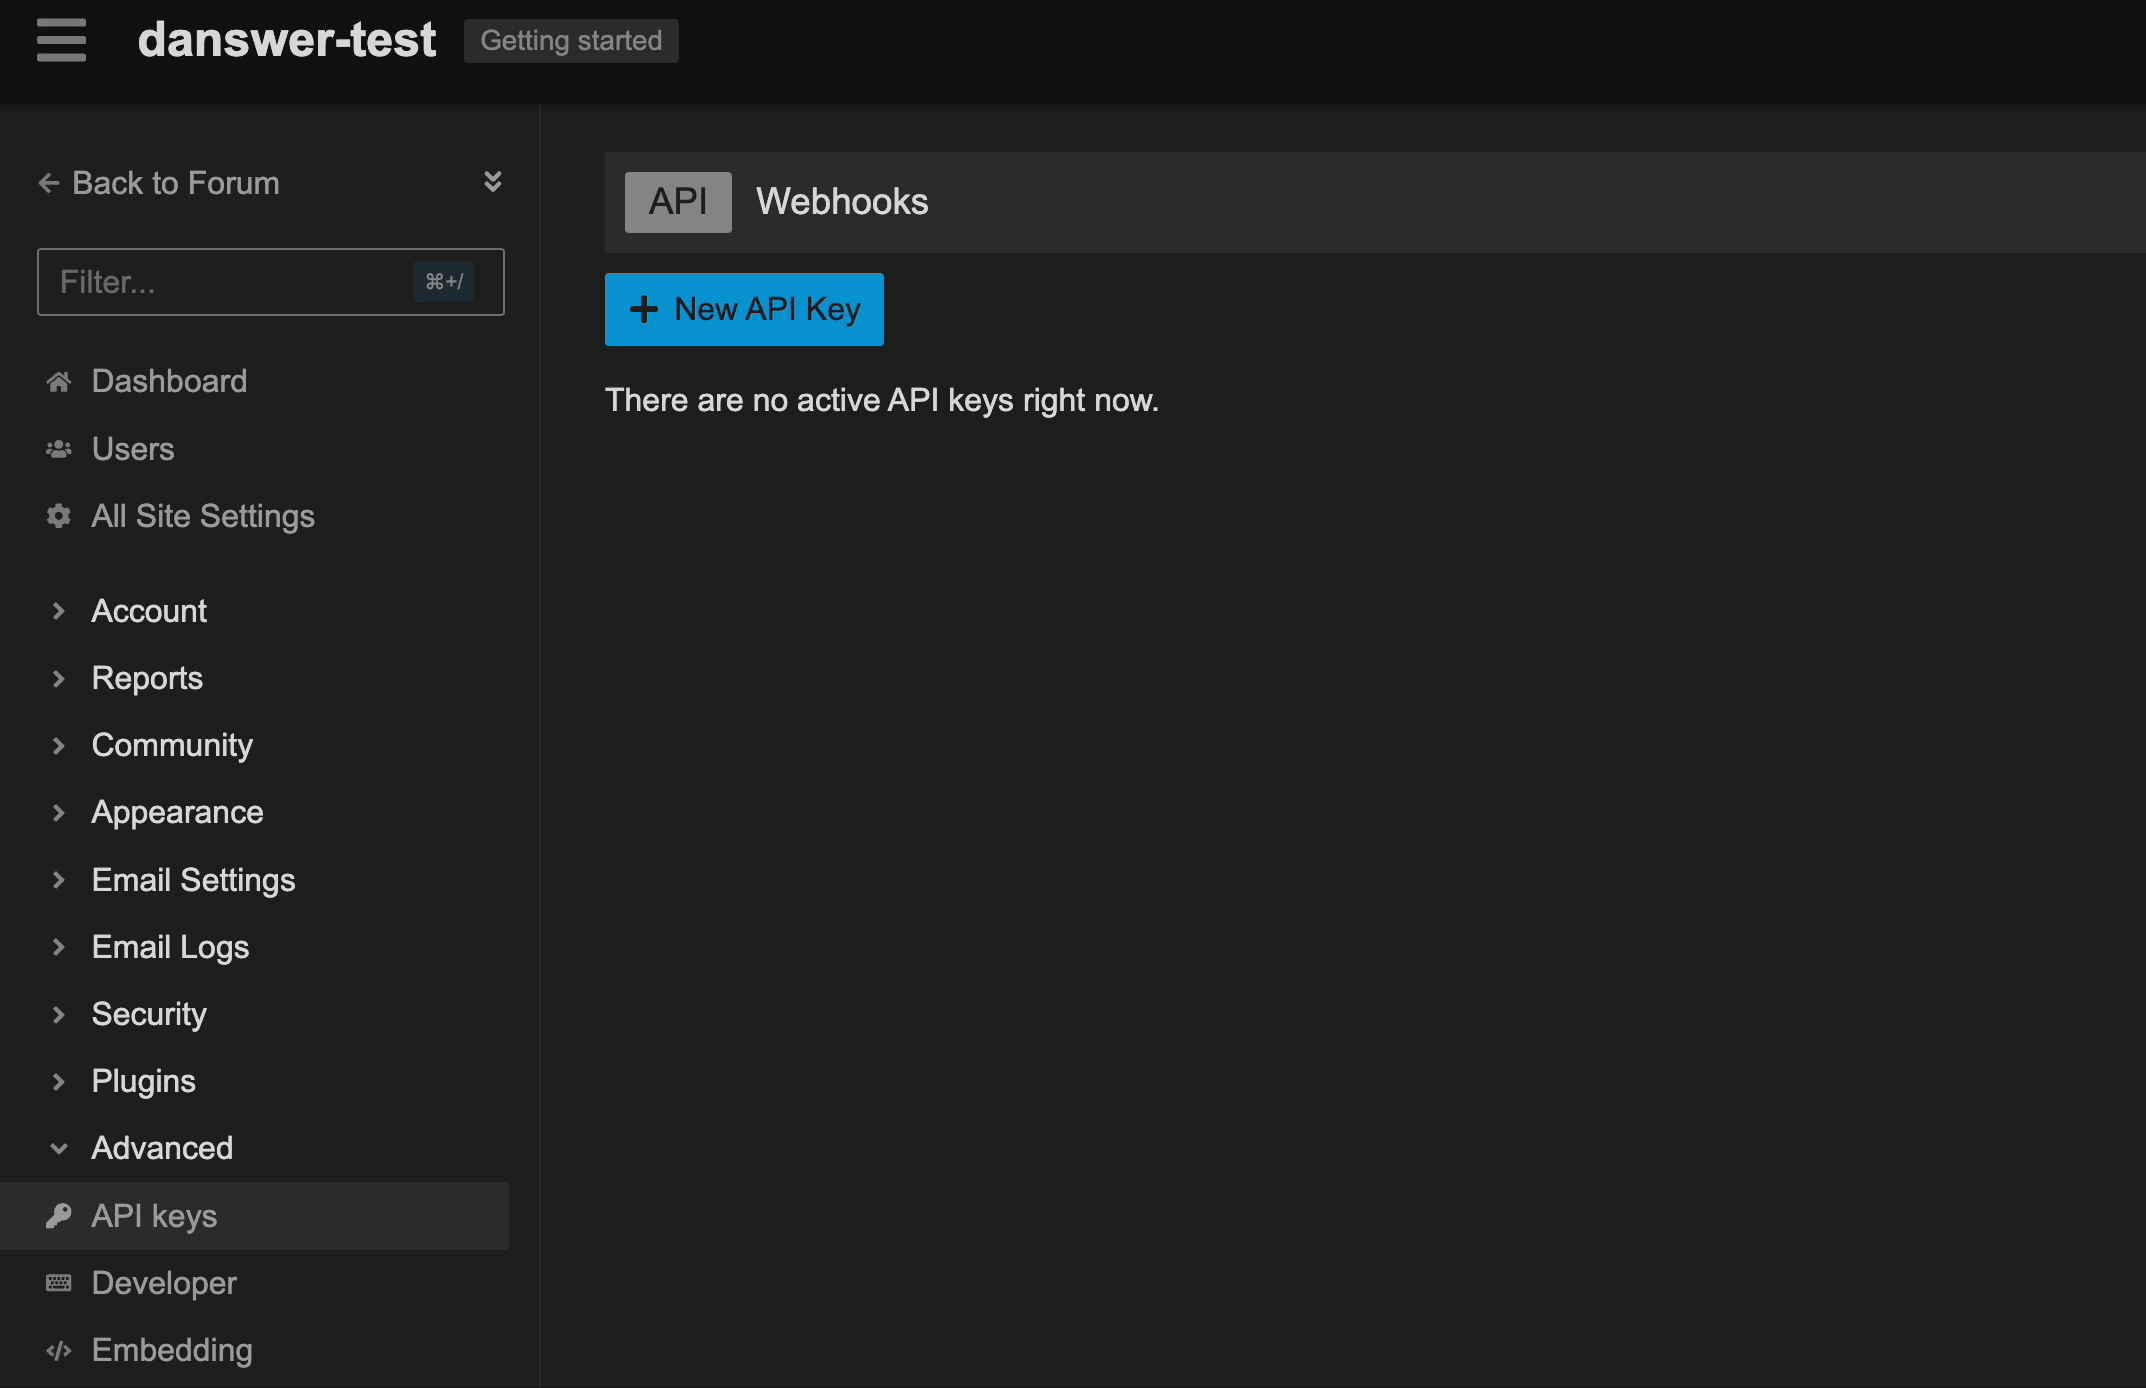 danswer-test Getting started
Back to Forum
Filter... ⌘+/
Dashboard
Users
All Site Settings
Account
Reports
Community
Appearance
Email Settings
Email Logs
Security
Plugins
Advanced
API keys
Developer
Embedding
API Webhooks
New API Key
There are no active API keys right now.